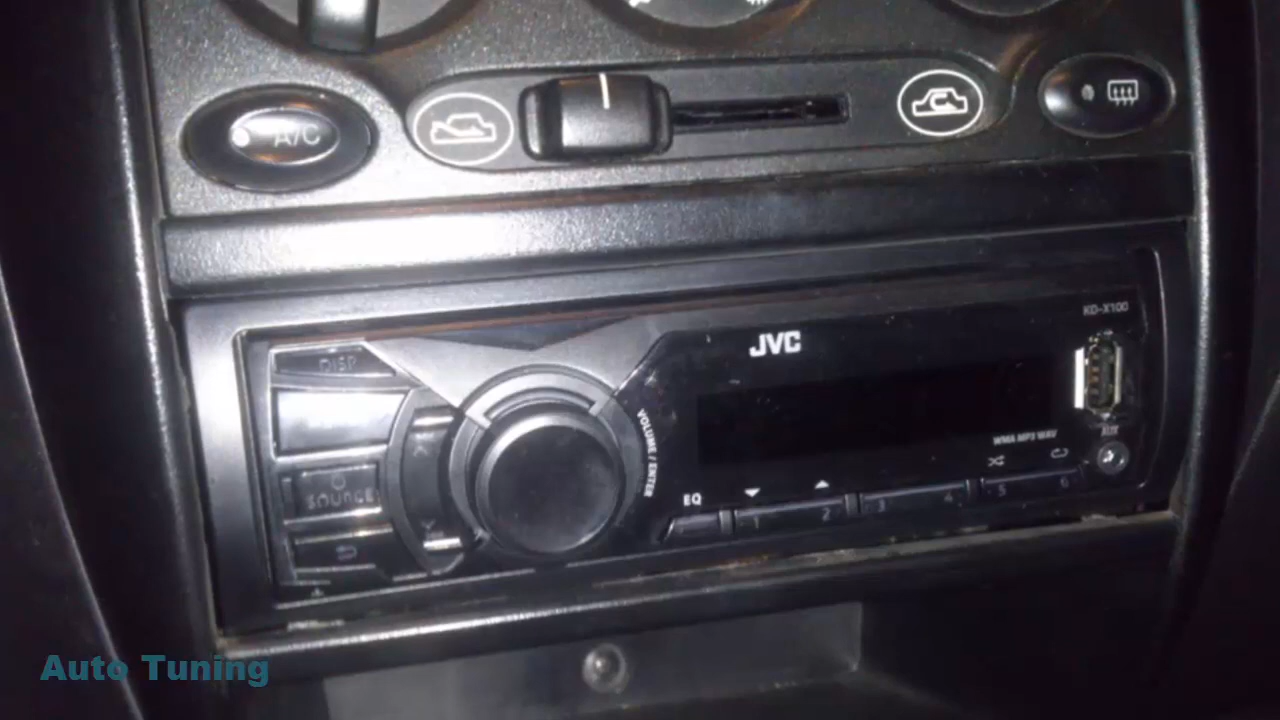 A/C
KD-X100
JVC
DISP
VOLUME / ENTER
AUX
WMA MP3 WAV
SOURCE
EQ
1 2 3 4 5 6
Auto Tuning